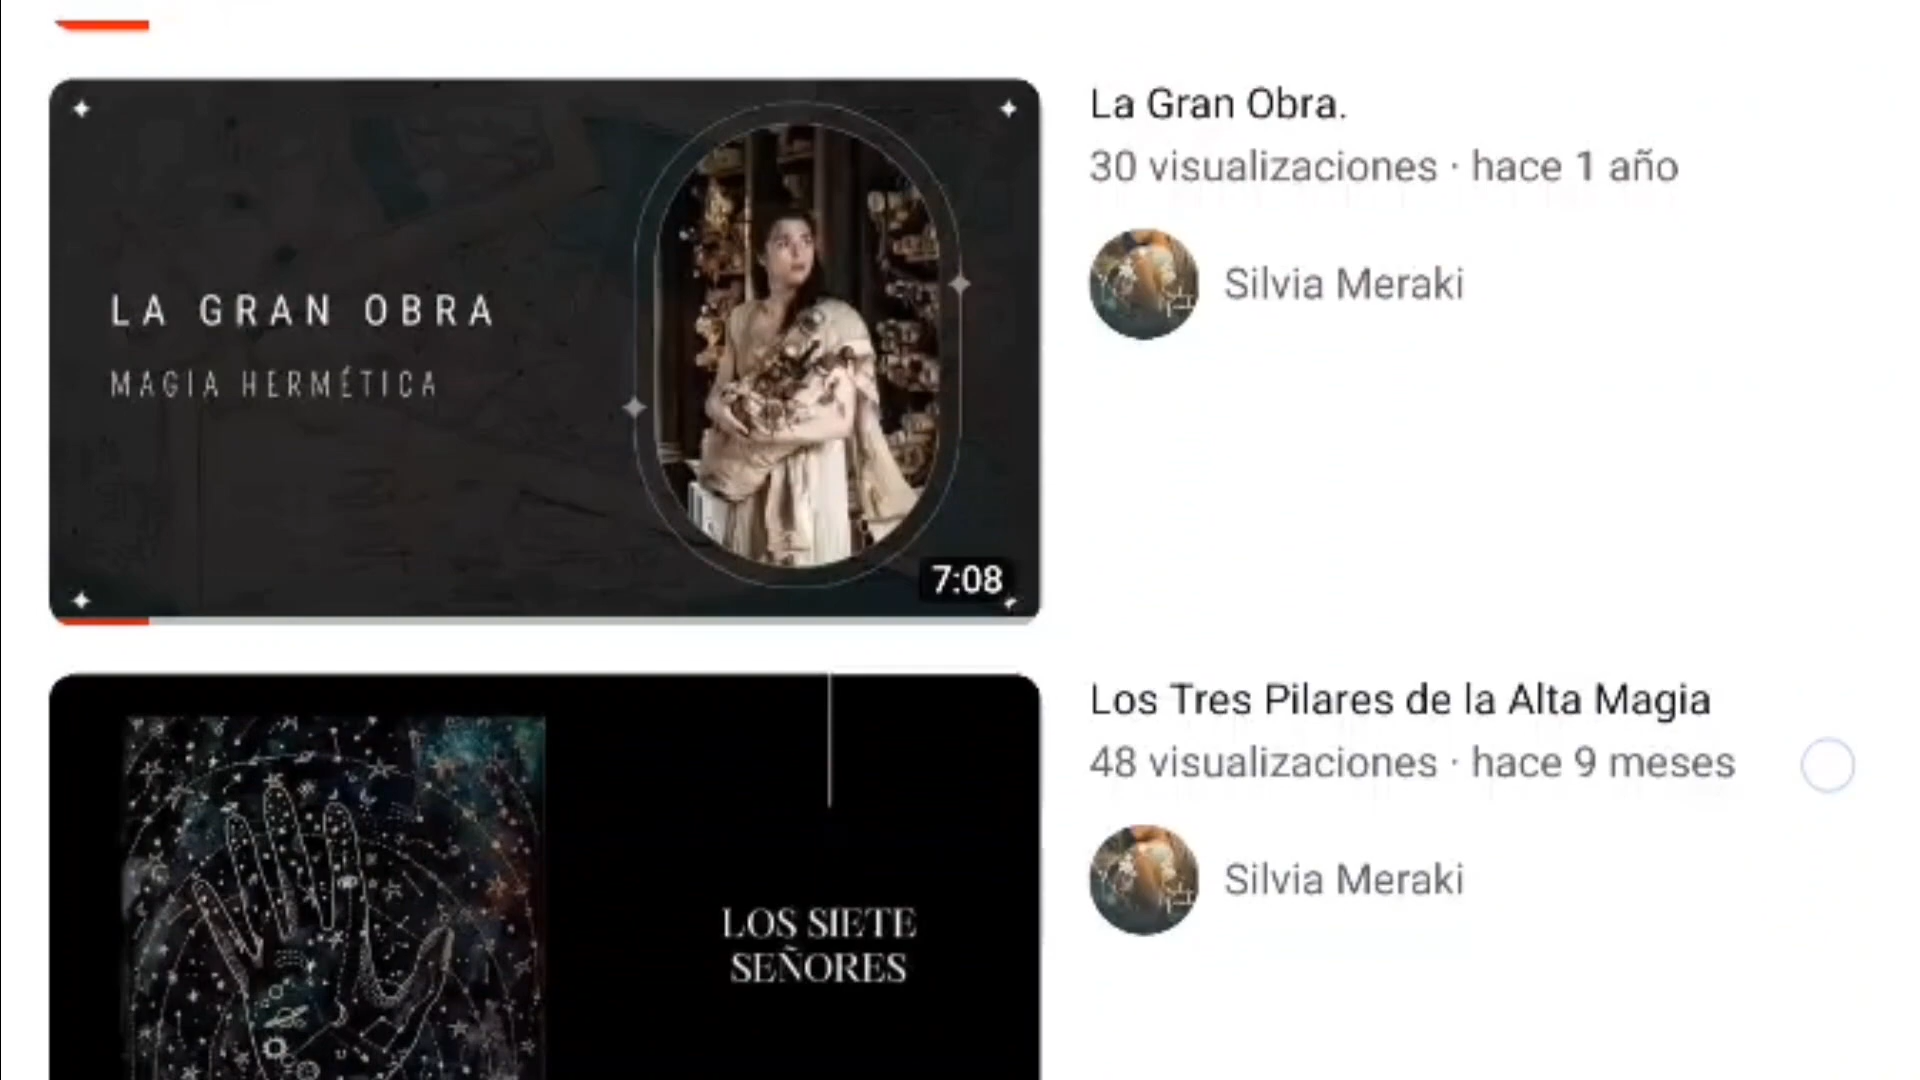 LA GRAN OBRA
MAGIA HERMÉTICA
7:08
La Gran Obra.
30 visualizaciones · hace 1 año
Silvia Meraki
LOS SIETE
SEÑORES
Los Tres Pilares de la Alta Magia
48 visualizaciones · hace 9 meses
Silvia Meraki